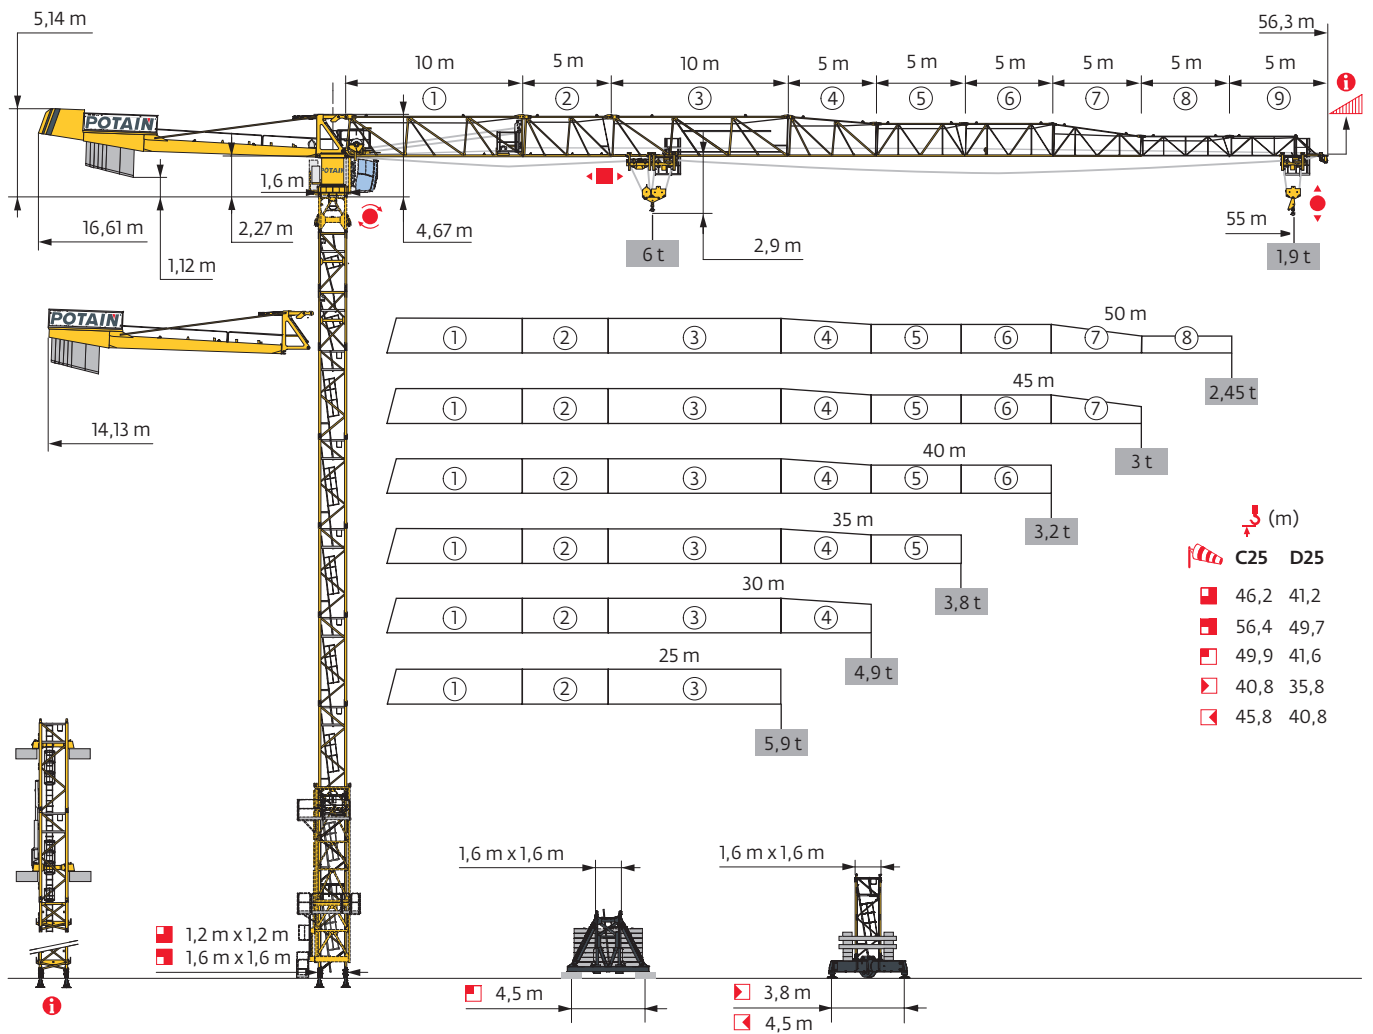 5,14 m
56,3 m
10 m 5 m 10 m 5 m 5 m 5 m 5 m 5 m 5 m
1 2 3 4 5 6 7 8 9
i
POTAIN
POTAIN
1,6 m
16,61 m
2,27 m
4,67 m
1,12 m
2,9 m
6 t
55 m
1,9 t
POTAIN
14,13 m
50 m
1 2 3 4 5 6 7 8
2,45 t
45 m
1 2 3 4 5 6 7
3 t
40 m
1 2 3 4 5 6
3,2 t
35 m
1 2 3 4 5
3,8 t
30 m
1 2 3 4
4,9 t
25 m
1 2 3
5,9 t
(m)
C25 D25
46,2 41,2
56,4 49,7
49,9 41,6
40,8 35,8
45,8 40,8
1,6 m x 1,6 m
1,6 m x 1,6 m
1,2 m x 1,2 m
1,6 m x 1,6 m
i
4,5 m
3,8 m
4,5 m